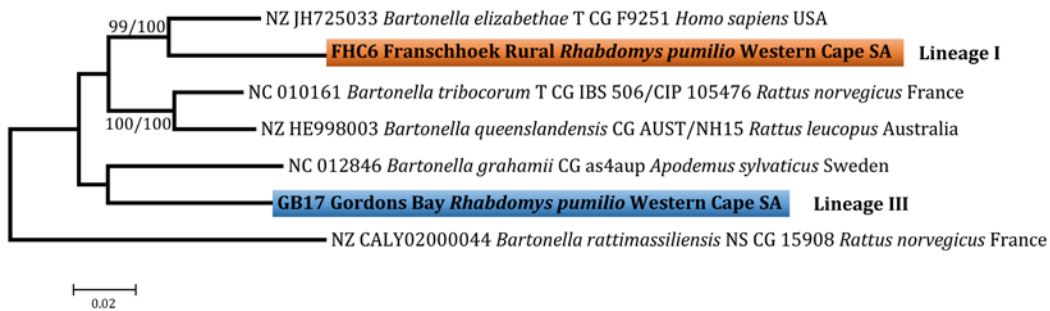 NZ JH725033 Bartonella elizabethae T CG F9251 Homo sapiens USA
99/100
FHC6 Franschhoek Rural Rhabdomys pumilio Western Cape SA Lineage I
NC 010161 Bartonella tribocorum T CG IBS 506/CIP 105476 Rattus norvegicus France
100/100
NZ HE998003 Bartonella queenslandensis CG AUST/NH15 Rattus leucopus Australia
NC 012846 Bartonella grahamii CG as4aup Apodemus sylvaticus Sweden
GB17 Gordons Bay Rhabdomys pumilio Western Cape SA Lineage III
NZ CALY02000044 Bartonella rattimassiliensis NS CG 15908 Rattus norvegicus France
0.02